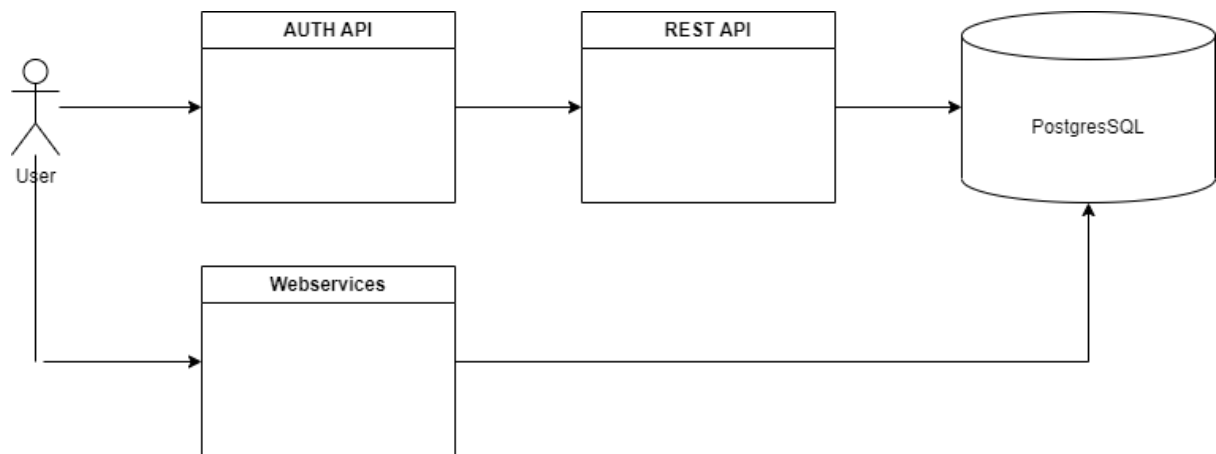 AUTH API
REST API
PostgresSQL
User
Webservices